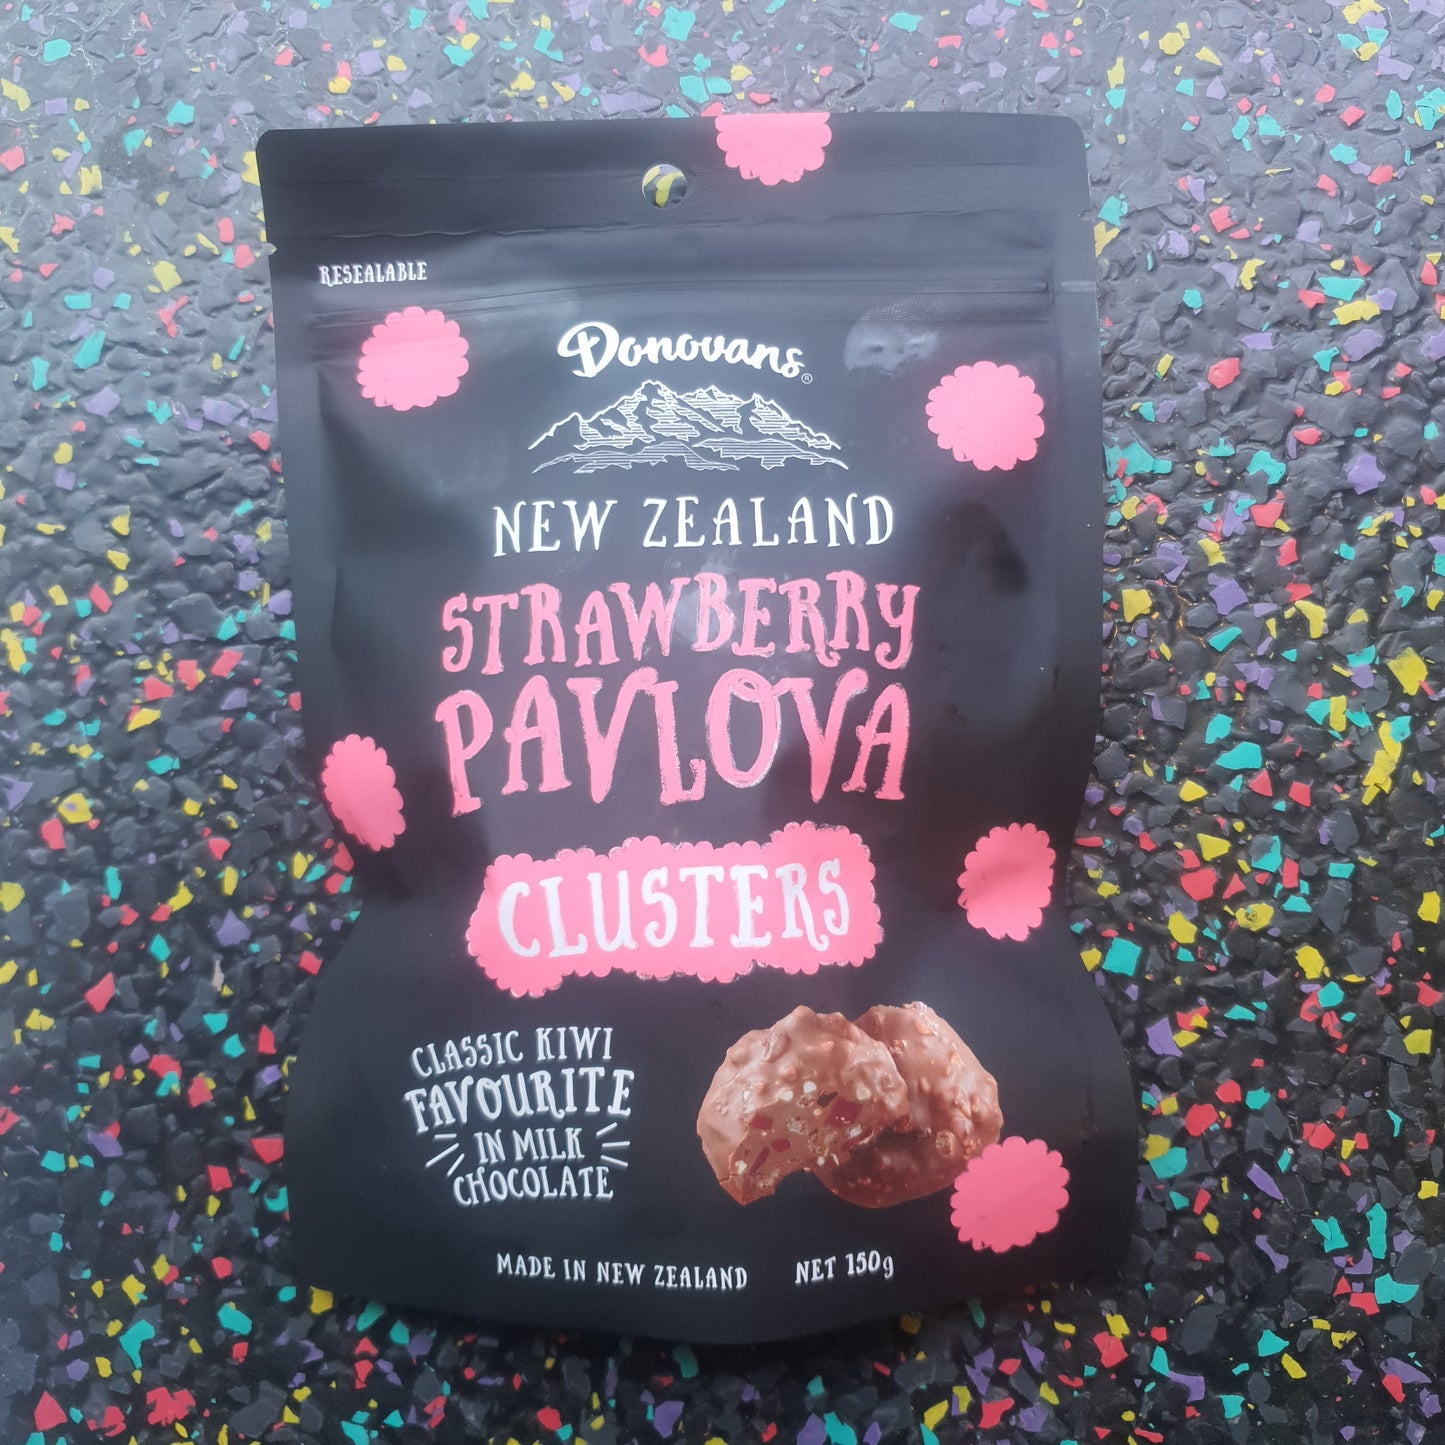 RESEALABLE
Donovans®
NEW ZEALAND
STRAWBERRY
PAVLOVA
CLUSTERS
CLASSIC KIWI
FAVOURITE
IN MILK
CHOCOLATE
MADE IN NEW ZEALAND NET 150g